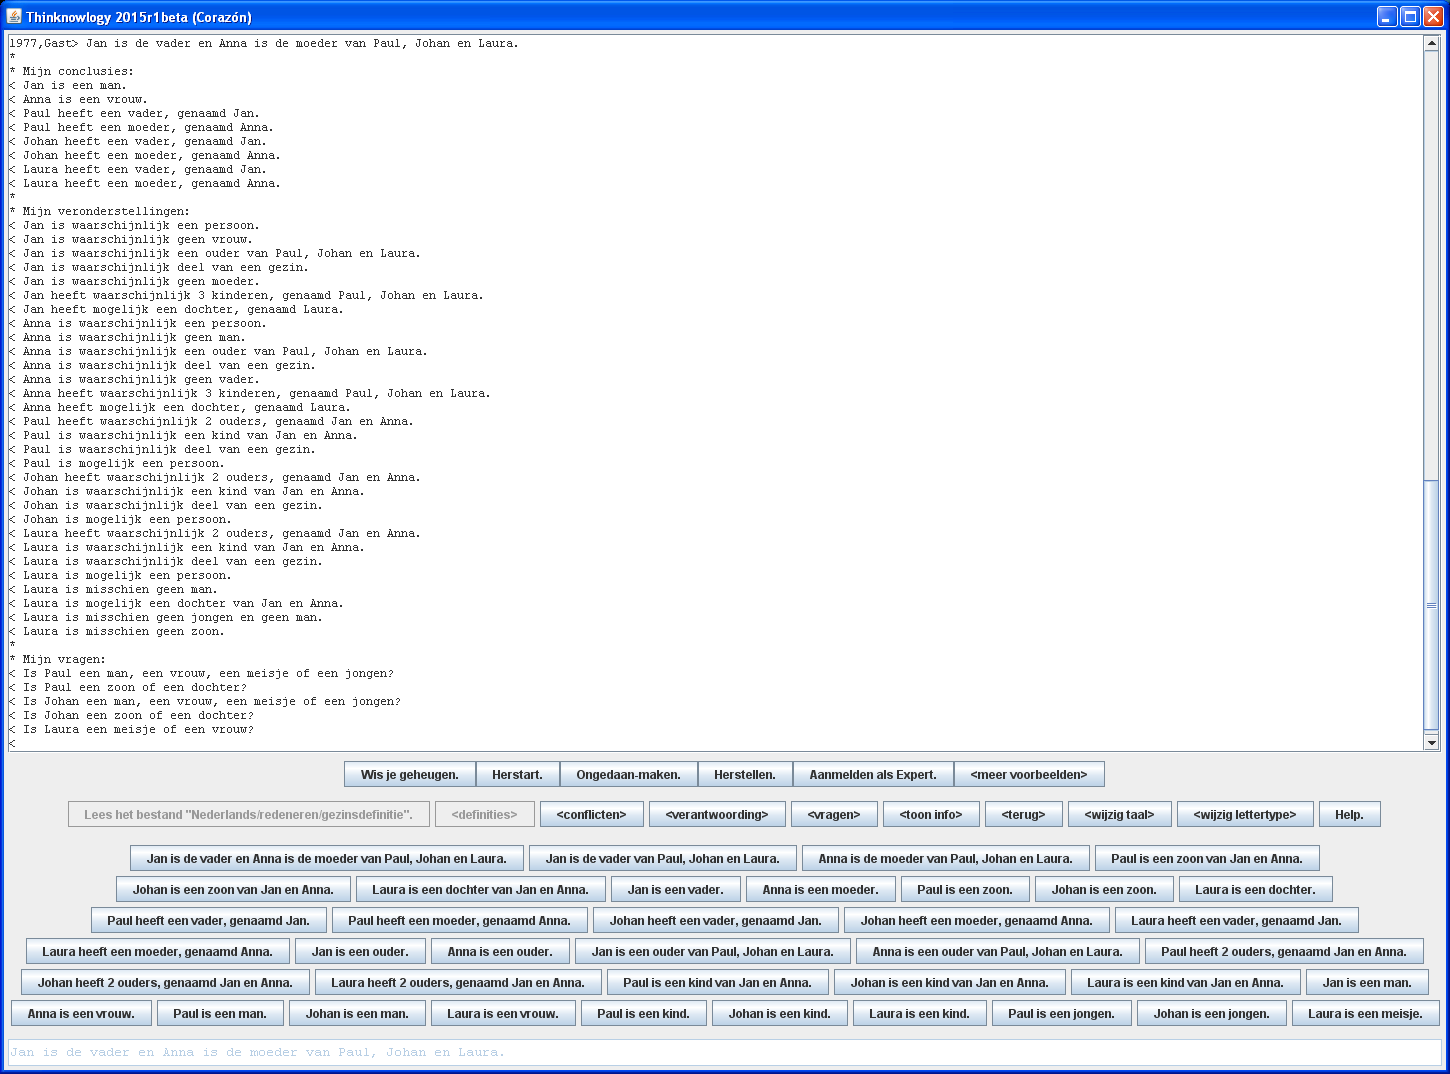 Thinknowlogy 2015r1beta (Corazón)
1977,Gast> Jan is de vader en Anna is de moeder van Paul, Johan en Laura.
*
* Mijn conclusies:
< Jan is een man.
< Anna is een vrouw.
< Paul heeft een vader, genaamd Jan.
< Paul heeft een moeder, genaamd Anna.
< Johan heeft een vader, genaamd Jan.
< Johan heeft een moeder, genaamd Anna.
< Laura heeft een vader, genaamd Jan.
< Laura heeft een moeder, genaamd Anna.
*
* Mijn veronderstellingen:
< Jan is waarschijnlijk een persoon.
< Jan is waarschijnlijk geen vrouw.
< Jan is waarschijnlijk een ouder van Paul, Johan en Laura.
< Jan is waarschijnlijk deel van een gezin.
< Jan is waarschijnlijk geen moeder.
< Jan heeft waarschijnlijk 3 kinderen, genaamd Paul, Johan en Laura.
< Jan heeft mogelijk een dochter, genaamd Laura.
< Anna is waarschijnlijk een persoon.
< Anna is waarschijnlijk geen man.
< Anna is waarschijnlijk een ouder van Paul, Johan en Laura.
< Anna is waarschijnlijk deel van een gezin.
< Anna is waarschijnlijk geen vader.
< Anna heeft waarschijnlijk 3 kinderen, genaamd Paul, Johan en Laura.
< Anna heeft mogelijk een dochter, genaamd Laura.
< Paul heeft waarschijnlijk 2 ouders, genaamd Jan en Anna.
< Paul is waarschijnlijk een kind van Jan en Anna.
< Paul is waarschijnlijk deel van een gezin.
< Paul is mogelijk een persoon.
< Johan heeft waarschijnlijk 2 ouders, genaamd Jan en Anna.
< Johan is waarschijnlijk een kind van Jan en Anna.
< Johan is waarschijnlijk deel van een gezin.
< Johan is mogelijk een persoon.
< Laura heeft waarschijnlijk 2 ouders, genaamd Jan en Anna.
< Laura is waarschijnlijk een kind van Jan en Anna.
< Laura is waarschijnlijk deel van een gezin.
< Laura is mogelijk een persoon.
< Laura is misschien geen man.
< Laura is mogelijk een dochter van Jan en Anna.
< Laura is misschien geen jongen en geen man.
< Laura is misschien geen zoon.
*
* Mijn vragen:
< Is Paul een man, een vrouw, een meisje of een jongen?
< Is Paul een zoon of een dochter?
< Is Johan een man, een vrouw, een meisje of een jongen?
< Is Johan een zoon of een dochter?
< Is Laura een meisje of een vrouw?
<
Wis je geheugen. Herstart. Ongedaan-maken. Herstellen. Aanmelden als Expert. <meer voorbeelden>
Lees het bestand "Nederlands/redeneren/gezinsdefinitie". <definities> <conflicten> <verantwoording> <vragen> <toon info> <terug> <wijzig taal> <wijzig lettertype> Help.
Jan is de vader en Anna is de moeder van Paul, Johan en Laura. Jan is de vader van Paul, Johan en Laura. Anna is de moeder van Paul, Johan en Laura. Paul is een zoon van Jan en Anna.
Johan is een zoon van Jan en Anna. Laura is een dochter van Jan en Anna. Jan is een vader. Anna is een moeder. Paul is een zoon. Johan is een zoon. Laura is een dochter.
Paul heeft een vader, genaamd Jan. Paul heeft een moeder, genaamd Anna. Johan heeft een vader, genaamd Jan. Johan heeft een moeder, genaamd Anna. Laura heeft een vader, genaamd Jan.
Laura heeft een moeder, genaamd Anna. Jan is een ouder. Anna is een ouder. Jan is een ouder van Paul, Johan en Laura. Anna is een ouder van Paul, Johan en Laura. Paul heeft 2 ouders, genaamd Jan en Anna.
Johan heeft 2 ouders, genaamd Jan en Anna. Laura heeft 2 ouders, genaamd Jan en Anna. Paul is een kind van Jan en Anna. Johan is een kind van Jan en Anna. Laura is een kind van Jan en Anna. Jan is een man.
Anna is een vrouw. Paul is een man. Johan is een man. Laura is een vrouw. Paul is een kind. Johan is een kind. Laura is een kind. Paul is een jongen. Johan is een jongen. Laura is een meisje.
Jan is de vader en Anna is de moeder van Paul, Johan en Laura.